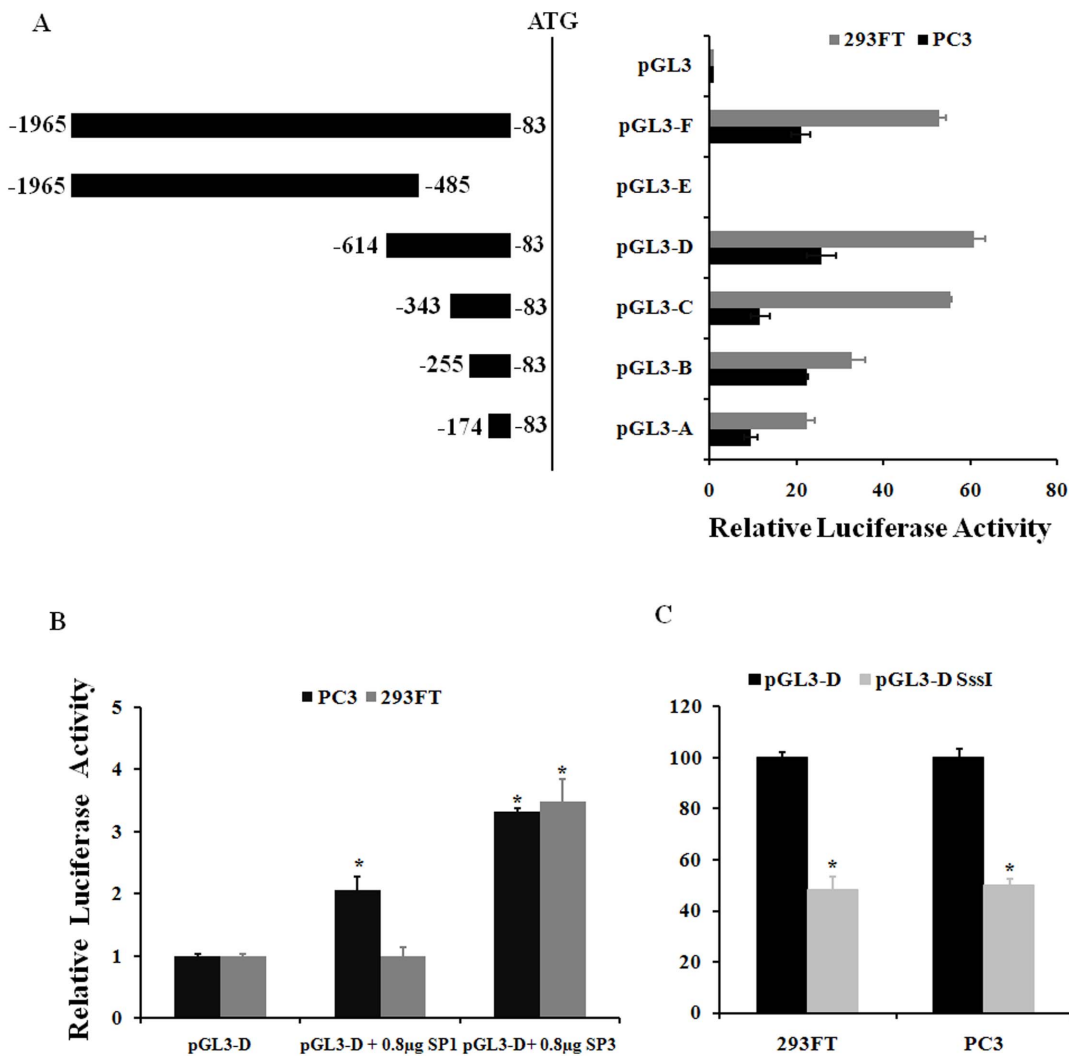 A
ATG
293FT PC3
pGL3
-1965 -83 pGL3-F
-1965 -485 pGL3-E
-614 -83 pGL3-D
-343 -83 pGL3-C
-255 -83 pGL3-B
-174 -83 pGL3-A
0 20 40 60 80
Relative Luciferase Activity
B
PC3 293FT
Relative Luciferase Activity
5
4
3
2
1
0
* * *
pGL3-D pGL3-D + 0.8μg SP1 pGL3-D+ 0.8μg SP3
C
pGL3-D pGL3-D SssI
120
100
80
60
40
20
0
* *
293FT PC3